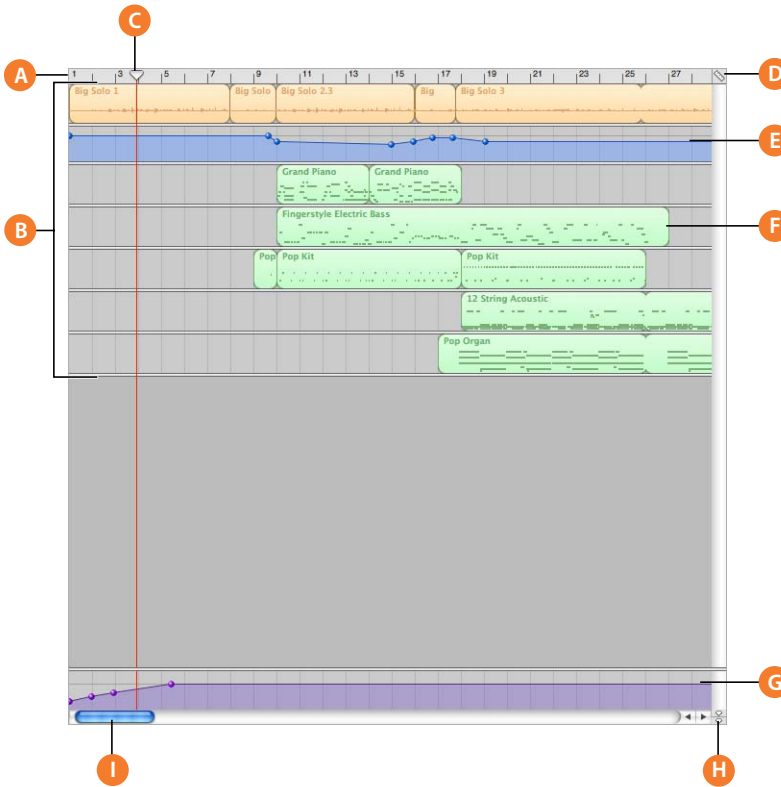 C
A
1 3 5 7 9 11 13 15 17 19 21 23 25 27
D
Big Solo 1 Big Solo Big Solo 2.3 Big Big Solo 3
E
Grand Piano Grand Piano
B
Fingerstyle Electric Bass
F
Pop Pop Kit Pop Kit
12 String Acoustic
Pop Organ
G
I
H